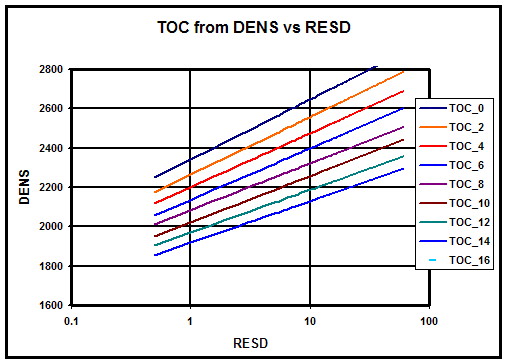 TOC from DENS vs RESD
2800
2600
2400
2200
2000
1800
1600
DENS
0.1
1
10
100
RESD
TOC_0
TOC_2
TOC_4
TOC_6
TOC_8
TOC_10
TOC_12
TOC_14
TOC_16